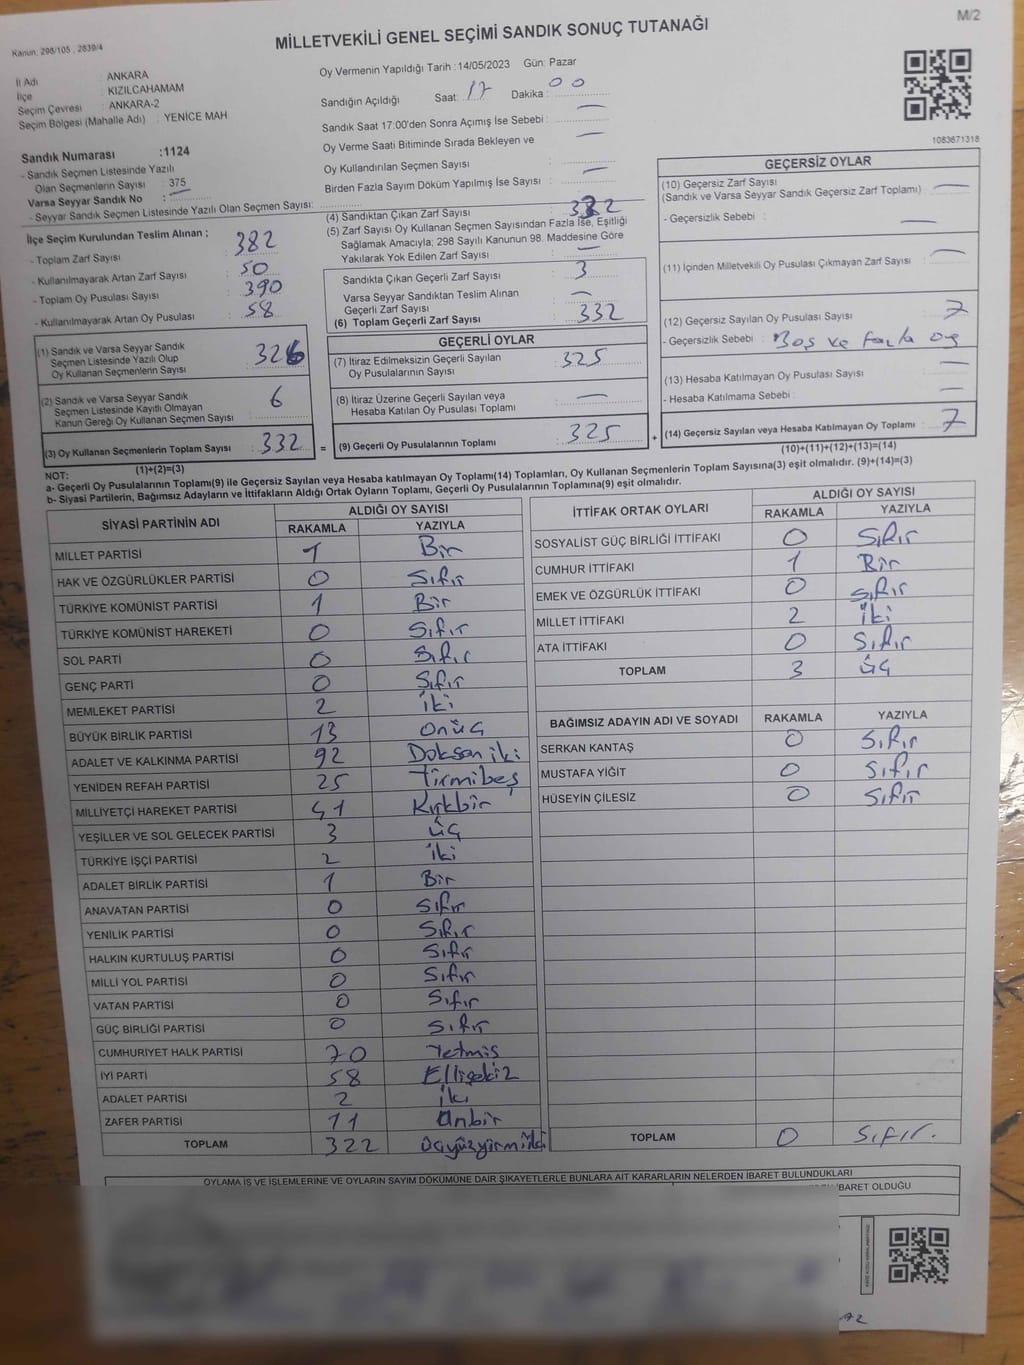 M/2
Kanun: 298/105 , 2839/4
MİLLETVEKİLİ GENEL SEÇİMİ SANDIK SONUÇ TUTANAĞI
İl Adı : ANKARA
İlçe : KIZILCAHAMAM
Seçim Çevresi : ANKARA-2
Seçim Bölgesi (Mahalle Adı) : YENİCE MAH
Sandık Numarası :1124
- Sandık Seçmen Listesinde Yazılı
Olan Seçmenlerin Sayısı : 375
Varsa Seyyar Sandık No : —
- Seyyar Sandık Seçmen Listesinde Yazılı Olan Seçmen Sayısı:
Oy Vermenin Yapıldığı Tarih :14/05/2023 Gün: Pazar
Sandığın Açıldığı Saat: 17 Dakika: 00
Sandık Saat 17:00'den Sonra Açımış İse Sebebi : —
Oy Verme Saati Bitiminde Sırada Bekleyen ve
Oy Kullandırılan Seçmen Sayısı : —
Birden Fazla Sayım Döküm Yapılmış İse Sayısı : —
1083671318
İlçe Seçim Kurulundan Teslim Alınan ;
- Toplam Zarf Sayısı : 382
- Kullanılmayarak Artan Zarf Sayısı : 50
- Toplam Oy Pusulası Sayısı : 390
- Kullanılmayarak Artan Oy Pusulası : 58
(1) Sandık ve Varsa Seyyar Sandık
Seçmen Listesinde Yazılı Olup
Oy Kullanan Seçmenlerin Sayısı : 326
(2) Sandık ve Varsa Seyyar Sandık
Seçmen Listesinde Kayıtlı Olmayan
Kanun Gereği Oy Kullanan Seçmen Sayısı : 6
(3) Oy Kullanan Seçmenlerin Toplam Sayısı : 332
(1)+(2)=(3)
(4) Sandıktan Çıkan Zarf Sayısı : 332
(5) Zarf Sayısı Oy Kullanan Seçmen Sayısından Fazla İse, Eşitliği
Sağlamak Amacıyla; 298 Sayılı Kanunun 98. Maddesine Göre
Yakılarak Yok Edilen Zarf Sayısı : —
Sandıkta Çıkan Geçerli Zarf Sayısı : 3
Varsa Seyyar Sandıktan Teslim Alınan
Geçerli Zarf Sayısı : —
(6) Toplam Geçerli Zarf Sayısı : 332
GEÇERLİ OYLAR
(7) İtiraz Edilmeksizin Geçerli Sayılan
Oy Pusulalarının Sayısı : 325
(8) İtiraz Üzerine Geçerli Sayılan veya
Hesaba Katılan Oy Pusulası Toplamı : —
= (9) Geçerli Oy Pusulalarının Toplamı : 325
GEÇERSİZ OYLAR
(10) Geçersiz Zarf Sayısı
(Sandık ve Varsa Seyyar Sandık Geçersiz Zarf Toplamı) : —
- Geçersizlik Sebebi : —
(11) İçinden Milletvekili Oy Pusulası Çıkmayan Zarf Sayısı : —
(12) Geçersiz Sayılan Oy Pusulası Sayısı : 7
- Geçersizlik Sebebi : Boş ve fazla oy
(13) Hesaba Katılmayan Oy Pusulası Sayısı : —
- Hesaba Katılmama Sebebi : —
+ (14) Geçersiz Sayılan veya Hesaba Katılmayan Oy Toplamı : 7
(10)+(11)+(12)+(13)=(14)
NOT:
a- Geçerli Oy Pusulalarının Toplamı(9) ile Geçersiz Sayılan veya Hesaba katılmayan Oy Toplamı(14) Toplamları, Oy Kullanan Seçmenlerin Toplam Sayısına(3) eşit olmalıdır. (9)+(14)=(3)
b- Siyasi Partilerin, Bağımsız Adayların ve İttifakların Aldığı Ortak Oyların Toplamı, Geçerli Oy Pusulalarının Toplamına(9) eşit olmalıdır.
SİYASİ PARTİNİN ADI ALDIĞI OY SAYISI
RAKAMLA YAZIYLA
MİLLET PARTİSİ 1 Bir
HAK VE ÖZGÜRLÜKLER PARTİSİ 0 Sıfır
TÜRKİYE KOMÜNİST PARTİSİ 1 Bir
TÜRKİYE KOMÜNİST HAREKETİ 0 Sıfır
SOL PARTİ 0 Sıfır
GENÇ PARTİ 0 Sıfır
MEMLEKET PARTİSİ 2 İki
BÜYÜK BİRLİK PARTİSİ 13 Onüç
ADALET VE KALKINMA PARTİSİ 92 Doksaniki
YENİDEN REFAH PARTİSİ 25 Yirmibeş
MİLLİYETÇİ HAREKET PARTİSİ 41 Kırkbir
YEŞİLLER VE SOL GELECEK PARTİSİ 3 üç
TÜRKİYE İŞÇİ PARTİSİ 2 İki
ADALET BİRLİK PARTİSİ 1 Bir
ANAVATAN PARTİSİ 0 Sıfır
YENİLİK PARTİSİ 0 Sıfır
HALKIN KURTULUŞ PARTİSİ 0 Sıfır
MİLLİ YOL PARTİSİ 0 Sıfır
VATAN PARTİSİ 0 Sıfır
GÜÇ BİRLİĞİ PARTİSİ 0 Sıfır
CUMHURİYET HALK PARTİSİ 70 Yetmiş
İYİ PARTİ 58 Ellisekiz
ADALET PARTİSİ 2 İki
ZAFER PARTİSİ 11 Onbir
TOPLAM 322 üçyüzyirmiiki
İTTİFAK ORTAK OYLARI ALDIĞI OY SAYISI
RAKAMLA YAZIYLA
SOSYALİST GÜÇ BİRLİĞİ İTTİFAKI 0 Sıfır
CUMHUR İTTİFAKI 1 Bir
EMEK VE ÖZGÜRLÜK İTTİFAKI 0 Sıfır
MİLLET İTTİFAKI 2 İki
ATA İTTİFAKI 0 Sıfır
TOPLAM 3 üç
BAĞIMSIZ ADAYIN ADI VE SOYADI RAKAMLA YAZIYLA
SERKAN KANTAŞ 0 Sıfır
MUSTAFA YİĞİT 0 Sıfır
HÜSEYİN ÇİLESİZ 0 Sıfır
TOPLAM 0 Sıfır.
OYLAMA İŞ VE İŞLEMLERİNE VE OYLARIN SAYIM DÖKÜMÜNE DAİR ŞİKAYETLERLE BUNLARA AİT KARARLARIN NELERDEN İBARET BULUNDUKLARI
İBARET OLDUĞU